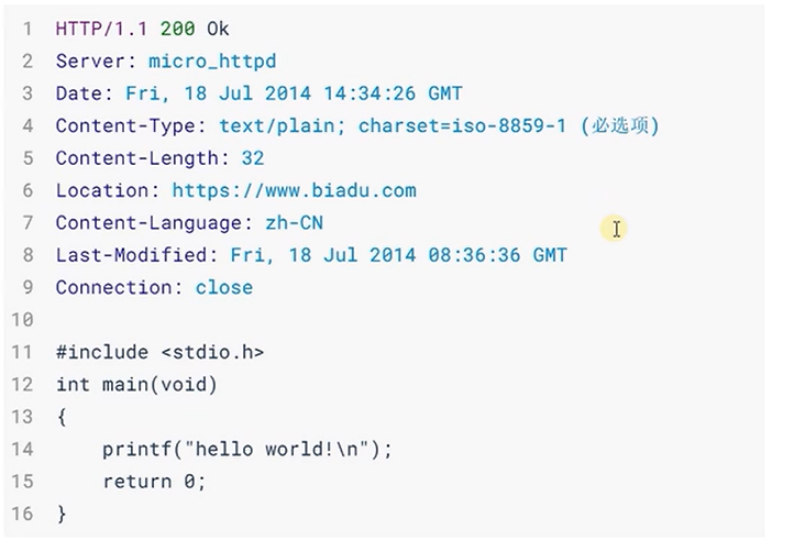 1 HTTP/1.1 200 Ok
2 Server: micro_httpd
3 Date: Fri, 18 Jul 2014 14:34:26 GMT
4 Content-Type: text/plain; charset=iso-8859-1 (必选项)
5 Content-Length: 32
6 Location: https://www.biadu.com
7 Content-Language: zh-CN
8 Last-Modified: Fri, 18 Jul 2014 08:36:36 GMT
9 Connection: close
10
11 #include <stdio.h>
12 int main(void)
13 {
14     printf("hello world!\n");
15     return 0;
16 }